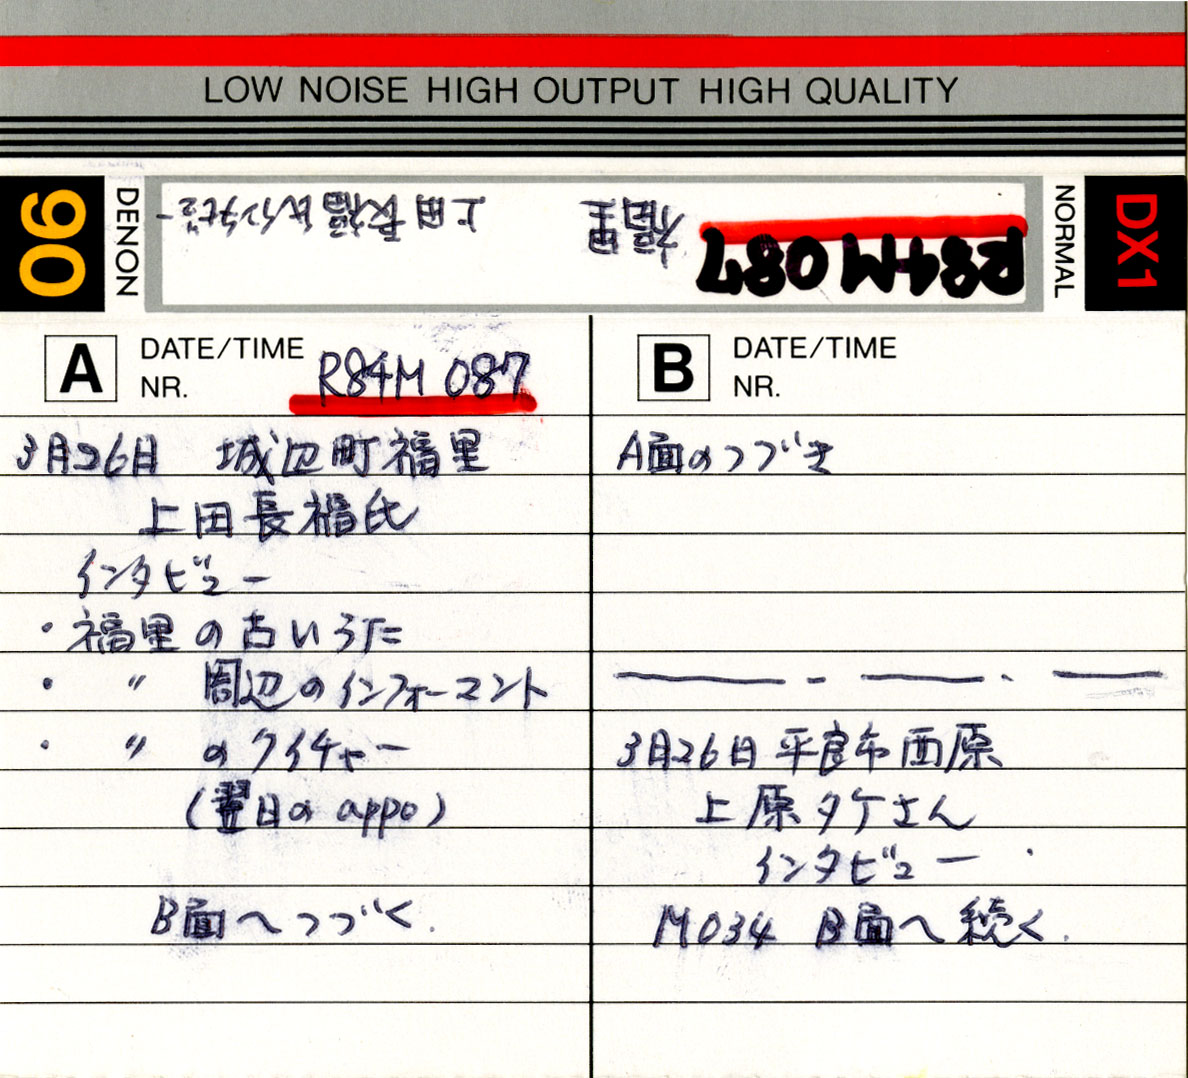 LOW NOISE HIGH OUTPUT HIGH QUALITY
90
DENON
R84M087
福里 上田長福氏インタビュー
NORMAL
DX1
A
DATE/TIME
NR.
R84M 087
3月26日 城辺町福里
上田長福氏
インタビュー
・福里の古いうた
・ 〃 周辺のインフォーマント
・ 〃 のクイチャー
(翌日の appo)
B面へつづく.
B
DATE/TIME
NR.
A面のつづき
3月26日 平良市西原
上原タケさん
インタビュー
M034 B面へ続く.